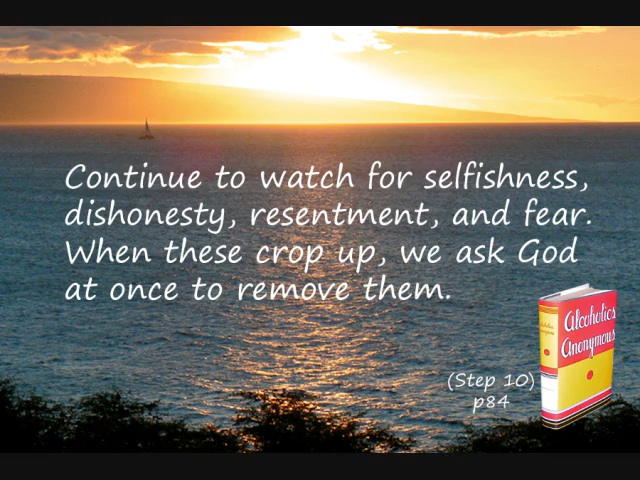 Continue to watch for selfishness,
dishonesty, resentment, and fear.
When these crop up, we ask God
at once to remove them.
Alcoholics
Anonymous
(Step 10)
p84